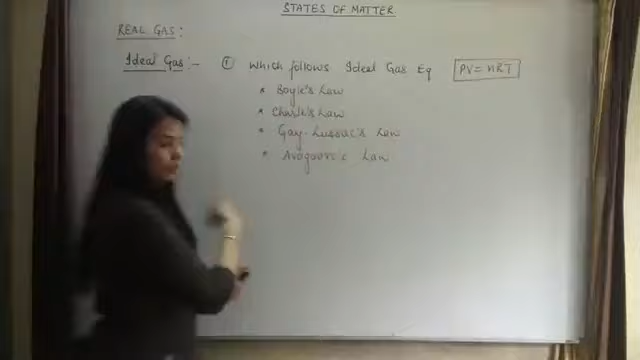 STATES OF MATTER
REAL GAS:
Ideal Gas:- ① Which follows Ideal Gas Eq PV = nRT
* Boyle's Law
* Charle's Law
* Gay-Lussac's Law
* Avogadro's Law